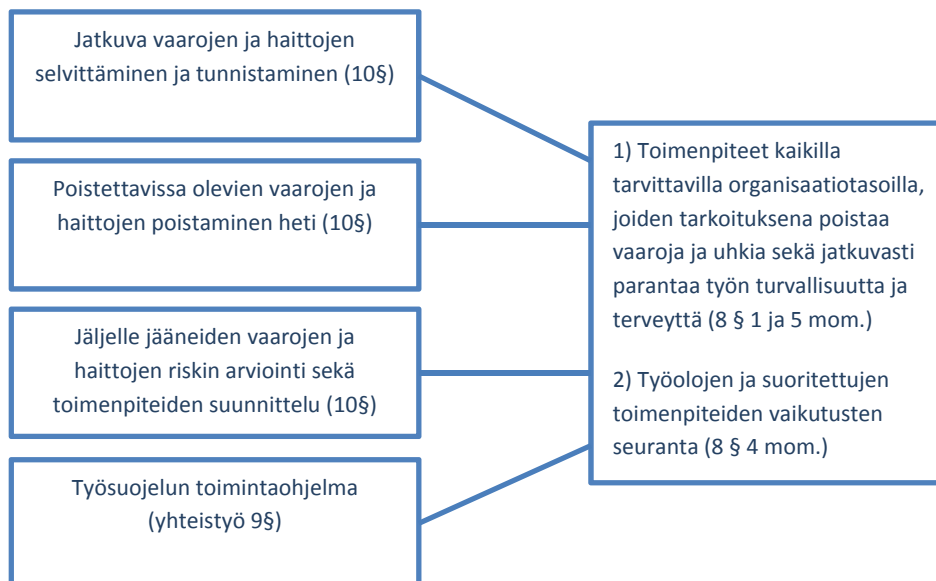 Jatkuva vaarojen ja haittojen
selvittäminen ja tunnistaminen (10§)
Poistettavissa olevien vaarojen ja
haittojen poistaminen heti (10§)
Jäljelle jääneiden vaarojen ja
haittojen riskin arviointi sekä
toimenpiteiden suunnittelu (10§)
Työsuojelun toimintaohjelma
(yhteistyö 9§)
1) Toimenpiteet kaikilla
tarvittavilla organisaatiotasoilla,
joiden tarkoituksena poistaa
vaaroja ja uhkia sekä jatkuvasti
parantaa työn turvallisuutta ja
terveyttä (8 § 1 ja 5 mom.)
2) Työolojen ja suoritettujen
toimenpiteiden vaikutusten
seuranta (8 § 4 mom.)